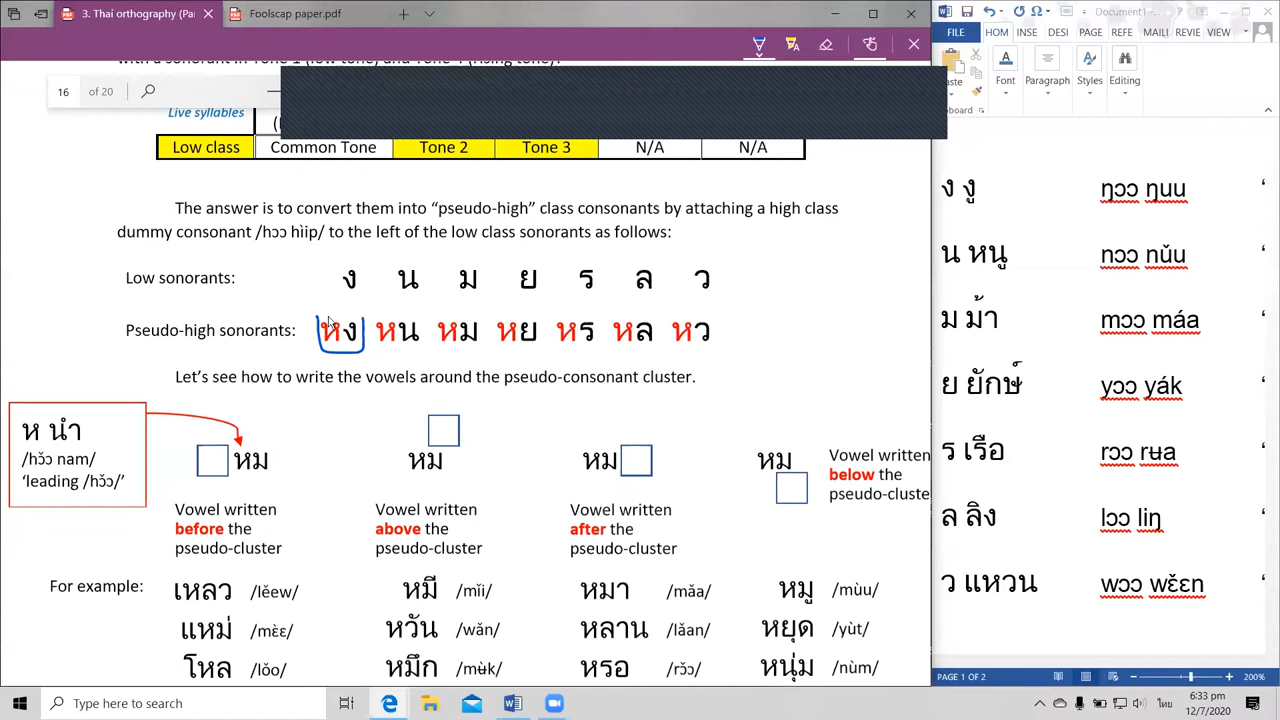 3. Thai orthography (Par
Foolscap paper.pdf
Document1 -
FILE HOM INSE DESI PAGE REFE MAILI REVIE VIEW
16 of 20
Font Paragraph Styles Editing
Live syllables
Low class Common Tone Tone 2 Tone 3 N/A N/A
The answer is to convert them into “pseudo-high” class consonants by attaching a high class
dummy consonant /hɔɔ hìip/ to the left of the low class sonorants as follows:
Low sonorants: ง น ม ย ร ล ว
Pseudo-high sonorants: หง หน หม หย หร หล หว
Let’s see how to write the vowels around the pseudo-consonant cluster.
ห นำ
/hɔ̌ɔ nam/
‘leading /hɔ̌ɔ/’
หม หม หม หม
Vowel written before the pseudo-cluster
Vowel written above the pseudo-cluster
Vowel written after the pseudo-cluster
Vowel written below the pseudo-cluste
For example: เหลว /lěew/ หมี /mǐi/ หมา /mǎa/ หมู /mùu/
แหม่ /mɛ̀ɛ/ หวัน /wǎn/ หลาน /lǎan/ หยุด /yùt/
โหล /lǒo/ หมึก /mʉk/ หรอ /rɔ̌ɔ/ หนุ่ม /nùm/
ง งู ŋɔɔ ŋuu ‘
น หนู nɔɔ nǔu ‘
ม ม้า mɔɔ máa ‘
ย ยักษ์ yɔɔ yák ‘
ร เรือ rɔɔ rʉa ‘
ล ลิง lɔɔ liŋ ‘
ว แหวน wɔɔ wɛ̌ɛn ‘
PAGE 1 OF 2 200%
Type here to search
ไทย
6:33 pm
12/7/2020